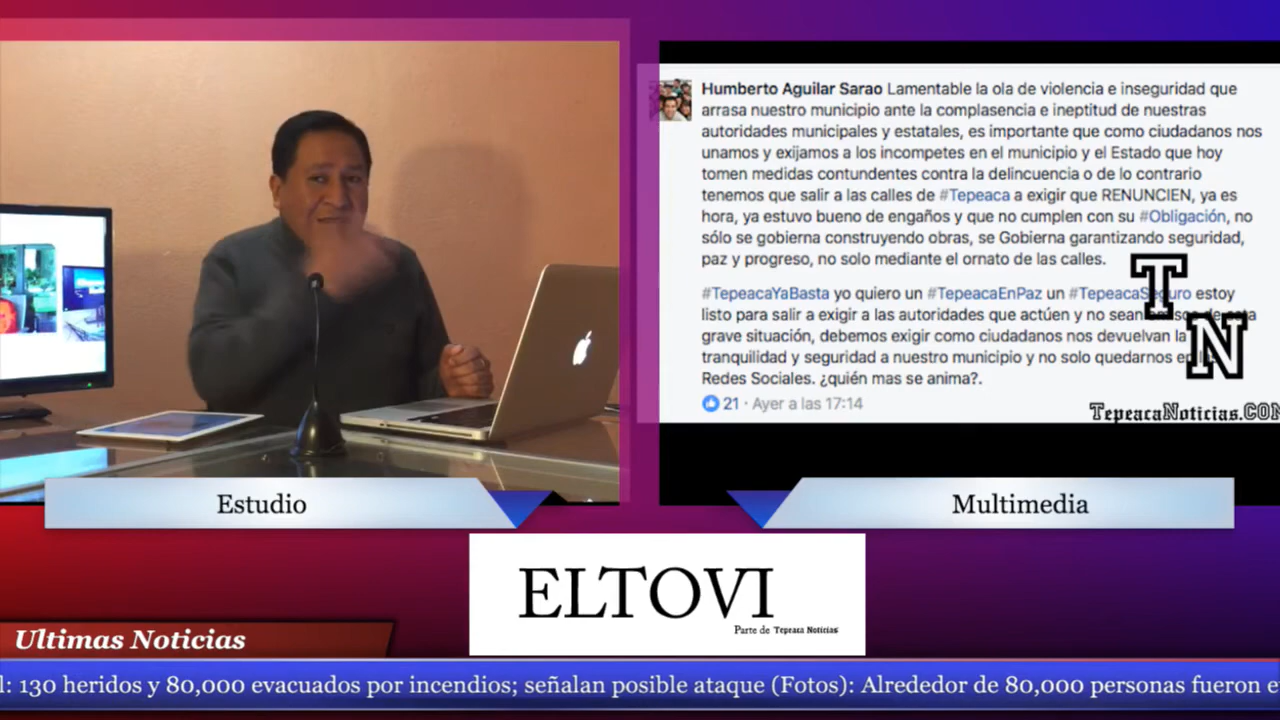 Humberto Aguilar Sarao Lamentable la ola de violencia e inseguridad que
arrasa nuestro municipio ante la complasencia e ineptitud de nuestras
autoridades municipales y estatales, es importante que como ciudadanos nos
unamos y exijamos a los incompetes en el municipio y el Estado que hoy
tomen medidas contundentes contra la delincuencia o de lo contrario
tenemos que salir a las calles de #Tepeaca a exigir que RENUNCIEN, ya es
hora, ya estuvo bueno de engaños y que no cumplen con su #Obligación, no
sólo se gobierna construyendo obras, se Gobierna garantizando seguridad,
paz y progreso, no solo mediante el ornato de las calles.
#TepeacaYaBasta yo quiero un #TepeacaEnPaz un #TepeacaSeguro estoy
listo para salir a exigir a las autoridades que actúen y no sean de esta
grave situación, debemos exigir como ciudadanos nos devuelvan la
tranquilidad y seguridad a nuestro municipio y no solo quedarnos en
Redes Sociales. ¿quién mas se anima?.
21 · Ayer a las 17:14
T
N
TepeacaNoticias.CON
Estudio
Multimedia
ELTOVI
Parte de Tepeaca Noticias
Ultimas Noticias
l: 130 heridos y 80,000 evacuados por incendios; señalan posible ataque (Fotos): Alrededor de 80,000 personas fueron e